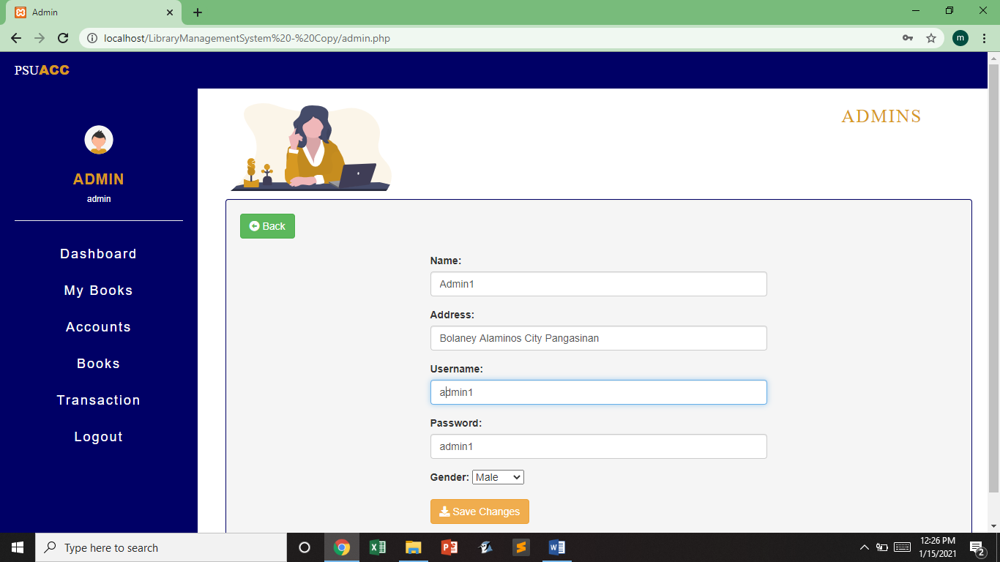 Admin
localhost/LibraryManagementSystem%20-%20Copy/admin.php
m
PSUACC
ADMINS
ADMIN
admin
Dashboard
My Books
Accounts
Books
Transaction
Logout
Back
Name:
Admin1
Address:
Bolaney Alaminos City Pangasinan
Username:
admin1
Password:
admin1
Gender: Male
Save Changes
Type here to search
12:26 PM
1/15/2021
2